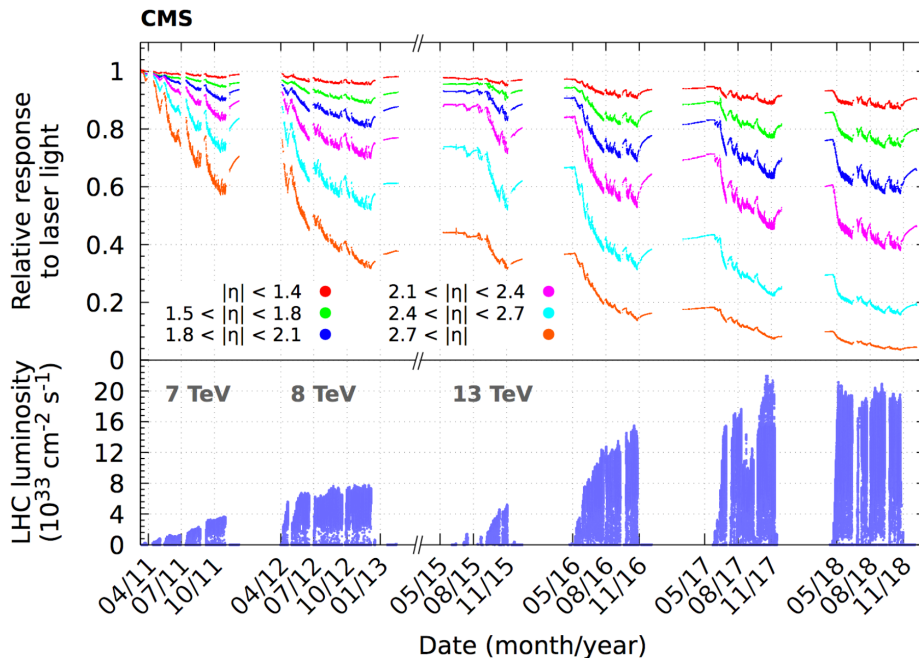 CMS
Relative response
to laser light
1
0.8
0.6
0.4
0.2
0
|η| < 1.4
1.5 < |η| < 1.8
1.8 < |η| < 2.1
2.1 < |η| < 2.4
2.4 < |η| < 2.7
2.7 < |η|
LHC luminosity
(10³³ cm⁻² s⁻¹)
20
16
12
8
4
0
7 TeV
8 TeV
13 TeV
04/11
07/11
10/11
04/12
07/12
10/12
01/13
05/15
08/15
11/15
05/16
08/16
11/16
05/17
08/17
11/17
05/18
08/18
11/18
Date (month/year)